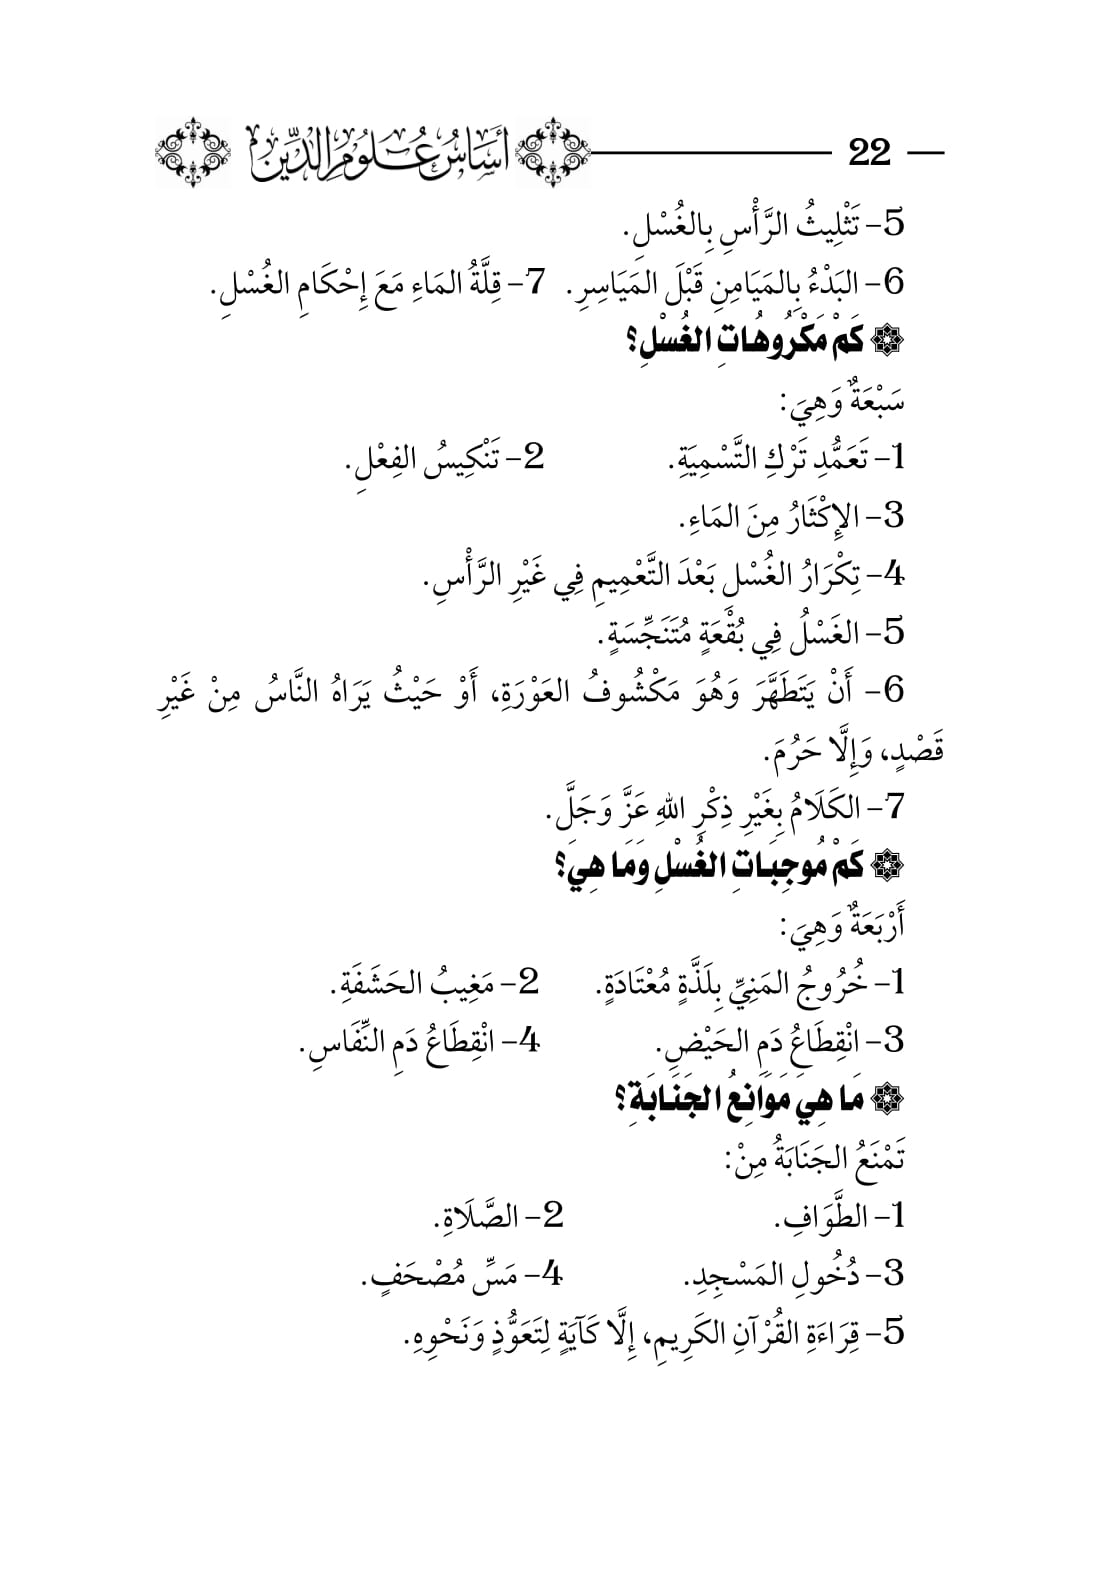 22 أَسَاسُ عُلُومِ الدِّينِ
5- تَثْلِيثُ الرَّأْسِ بِالغُسْلِ.
6- البَدْءُ بِالمَيَامِنِ قَبْلَ المَيَاسِرِ. 7- قِلَّةُ المَاءِ مَعَ إِحْكَامِ الغُسْلِ.
كَمْ مَكْرُوهَاتِ الغُسْلِ؟
سَبْعَةٌ وَهِيَ:
1- تَعَمُّدِ تَرْكِ التَّسْمِيَةِ. 2- تَنْكِيسُ الفِعْلِ.
3- الإِكْثَارُ مِنَ المَاءِ.
4- تِكْرَارُ الغُسْلِ بَعْدَ التَّعْمِيمِ فِي غَيْرِ الرَّأْسِ.
5- الغَسْلُ فِي بُقْعَةٍ مُتَنَجِّسَةٍ.
6- أَنْ يَتَطَهَّرَ وَهُوَ مَكْشُوفُ العَوْرَةِ، أَوْ حَيْثُ يَرَاهُ النَّاسُ مِنْ غَيْرِ
قَصْدٍ، وَإِلَّا حَرُمَ.
7- الكَلَامُ بِغَيْرِ ذِكْرِ اللهِ عَزَّ وَجَلَّ.
كَمْ مُوجِبَاتِ الغُسْلِ وَمَا هِيَ؟
أَرْبَعَةٌ وَهِيَ:
1- خُرُوجُ المَنِيِّ بِلَذَّةٍ مُعْتَادَةٍ. 2- مَغِيبُ الحَشَفَةِ.
3- انْقِطَاعُ دَمِ الحَيْضِ. 4- انْقِطَاعُ دَمِ النِّفَاسِ.
مَا هِيَ مَوَانِعُ الجَنَابَةِ؟
تَمْنَعُ الجَنَابَةُ مِنْ:
1- الطَّوَافِ. 2- الصَّلَاةِ.
3- دُخُولِ المَسْجِدِ. 4- مَسِّ مُصْحَفٍ.
5- قِرَاءَةِ القُرْآنِ الكَرِيمِ، إِلَّا كَآيَةٍ لِتَعَوُّذٍ وَنَحْوِهِ.